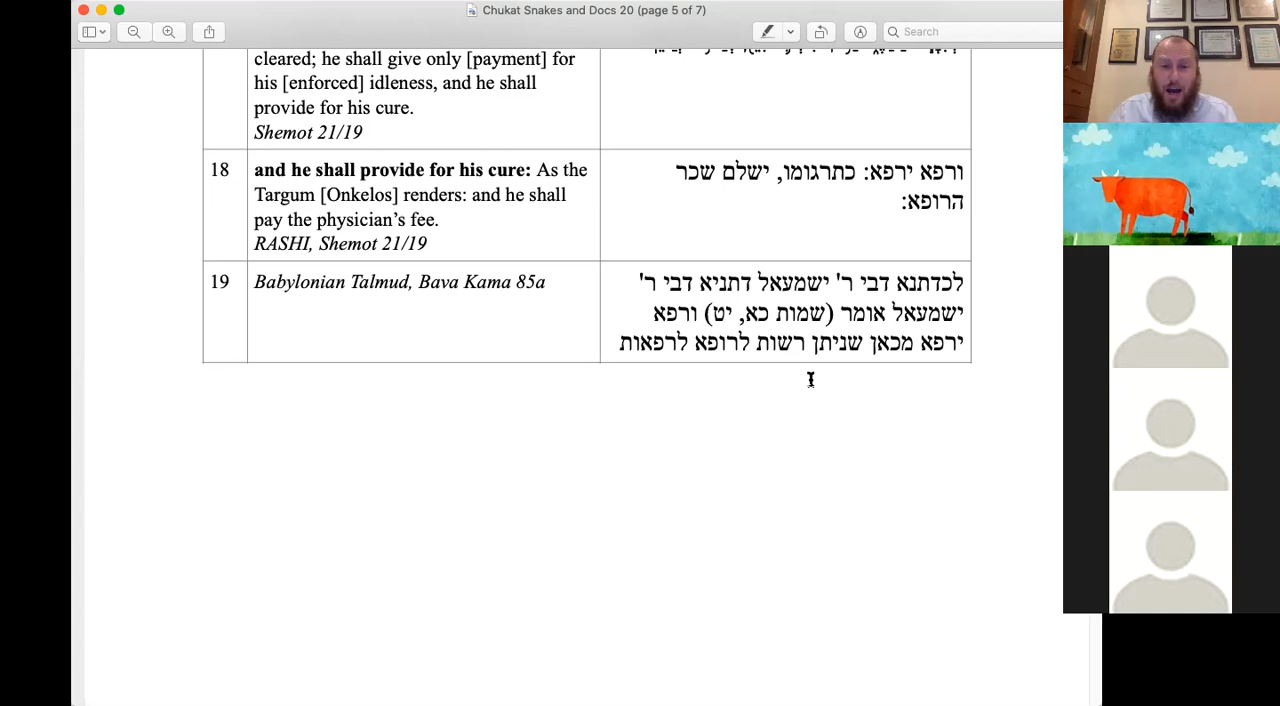 Chukat Snakes and Docs 20 (page 5 of 7)
Search
cleared; he shall give only [payment] for
his [enforced] idleness, and he shall
provide for his cure.
Shemot 21/19
18
and he shall provide for his cure: As the
Targum [Onkelos] renders: and he shall
pay the physician’s fee.
RASHI, Shemot 21/19
ורפא ירפא: כתרגומו, ישלם שכר
הרופא:
19
Babylonian Talmud, Bava Kama 85a
לכדתנא דבי ר' ישמעאל דתניא דבי ר'
ישמעאל אומר (שמות כא, יט) ורפא
ירפא מכאן שניתן רשות לרופא לרפאות